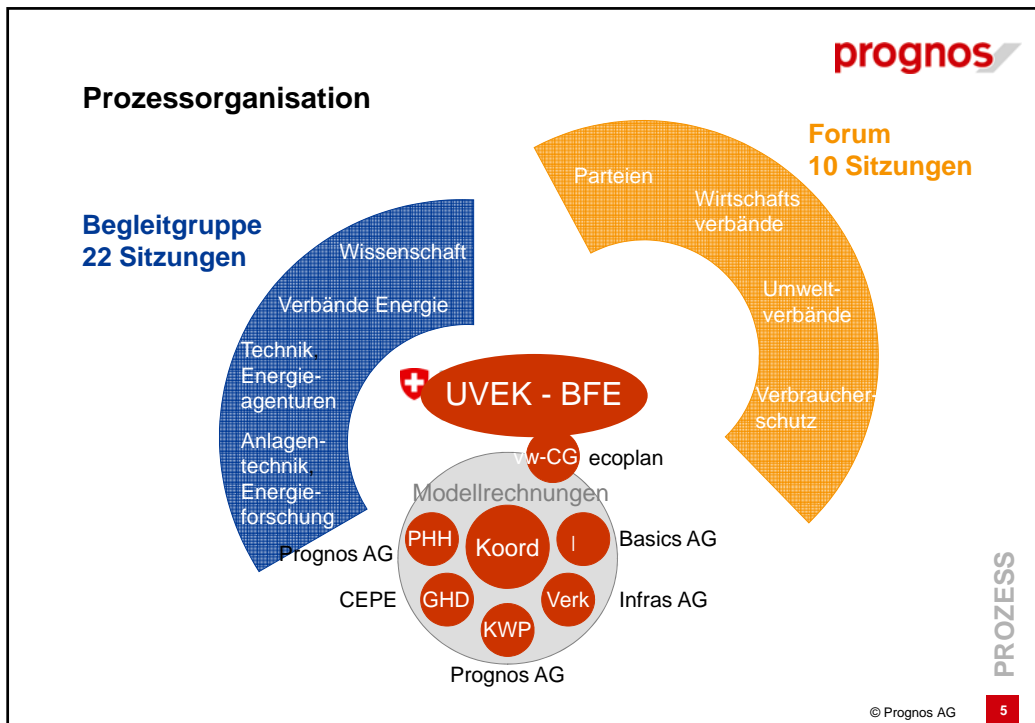 prognos
Prozessorganisation
Forum
10 Sitzungen
Parteien
Wirtschafts
verbände
Umwelt-
verbände
Verbraucher-
schutz
Begleitgruppe
22 Sitzungen
Wissenschaft
Verbände Energie
Technik,
Energie-
agenturen
Anlagen-
technik,
Energie-
forschung
UVEK - BFE
vw-CG
ecoplan
Modellrechnungen
PHH
Koord
I
Basics AG
Prognos AG
CEPE
GHD
Verk
Infras AG
KWP
Prognos AG
PROZESS
© Prognos AG
5